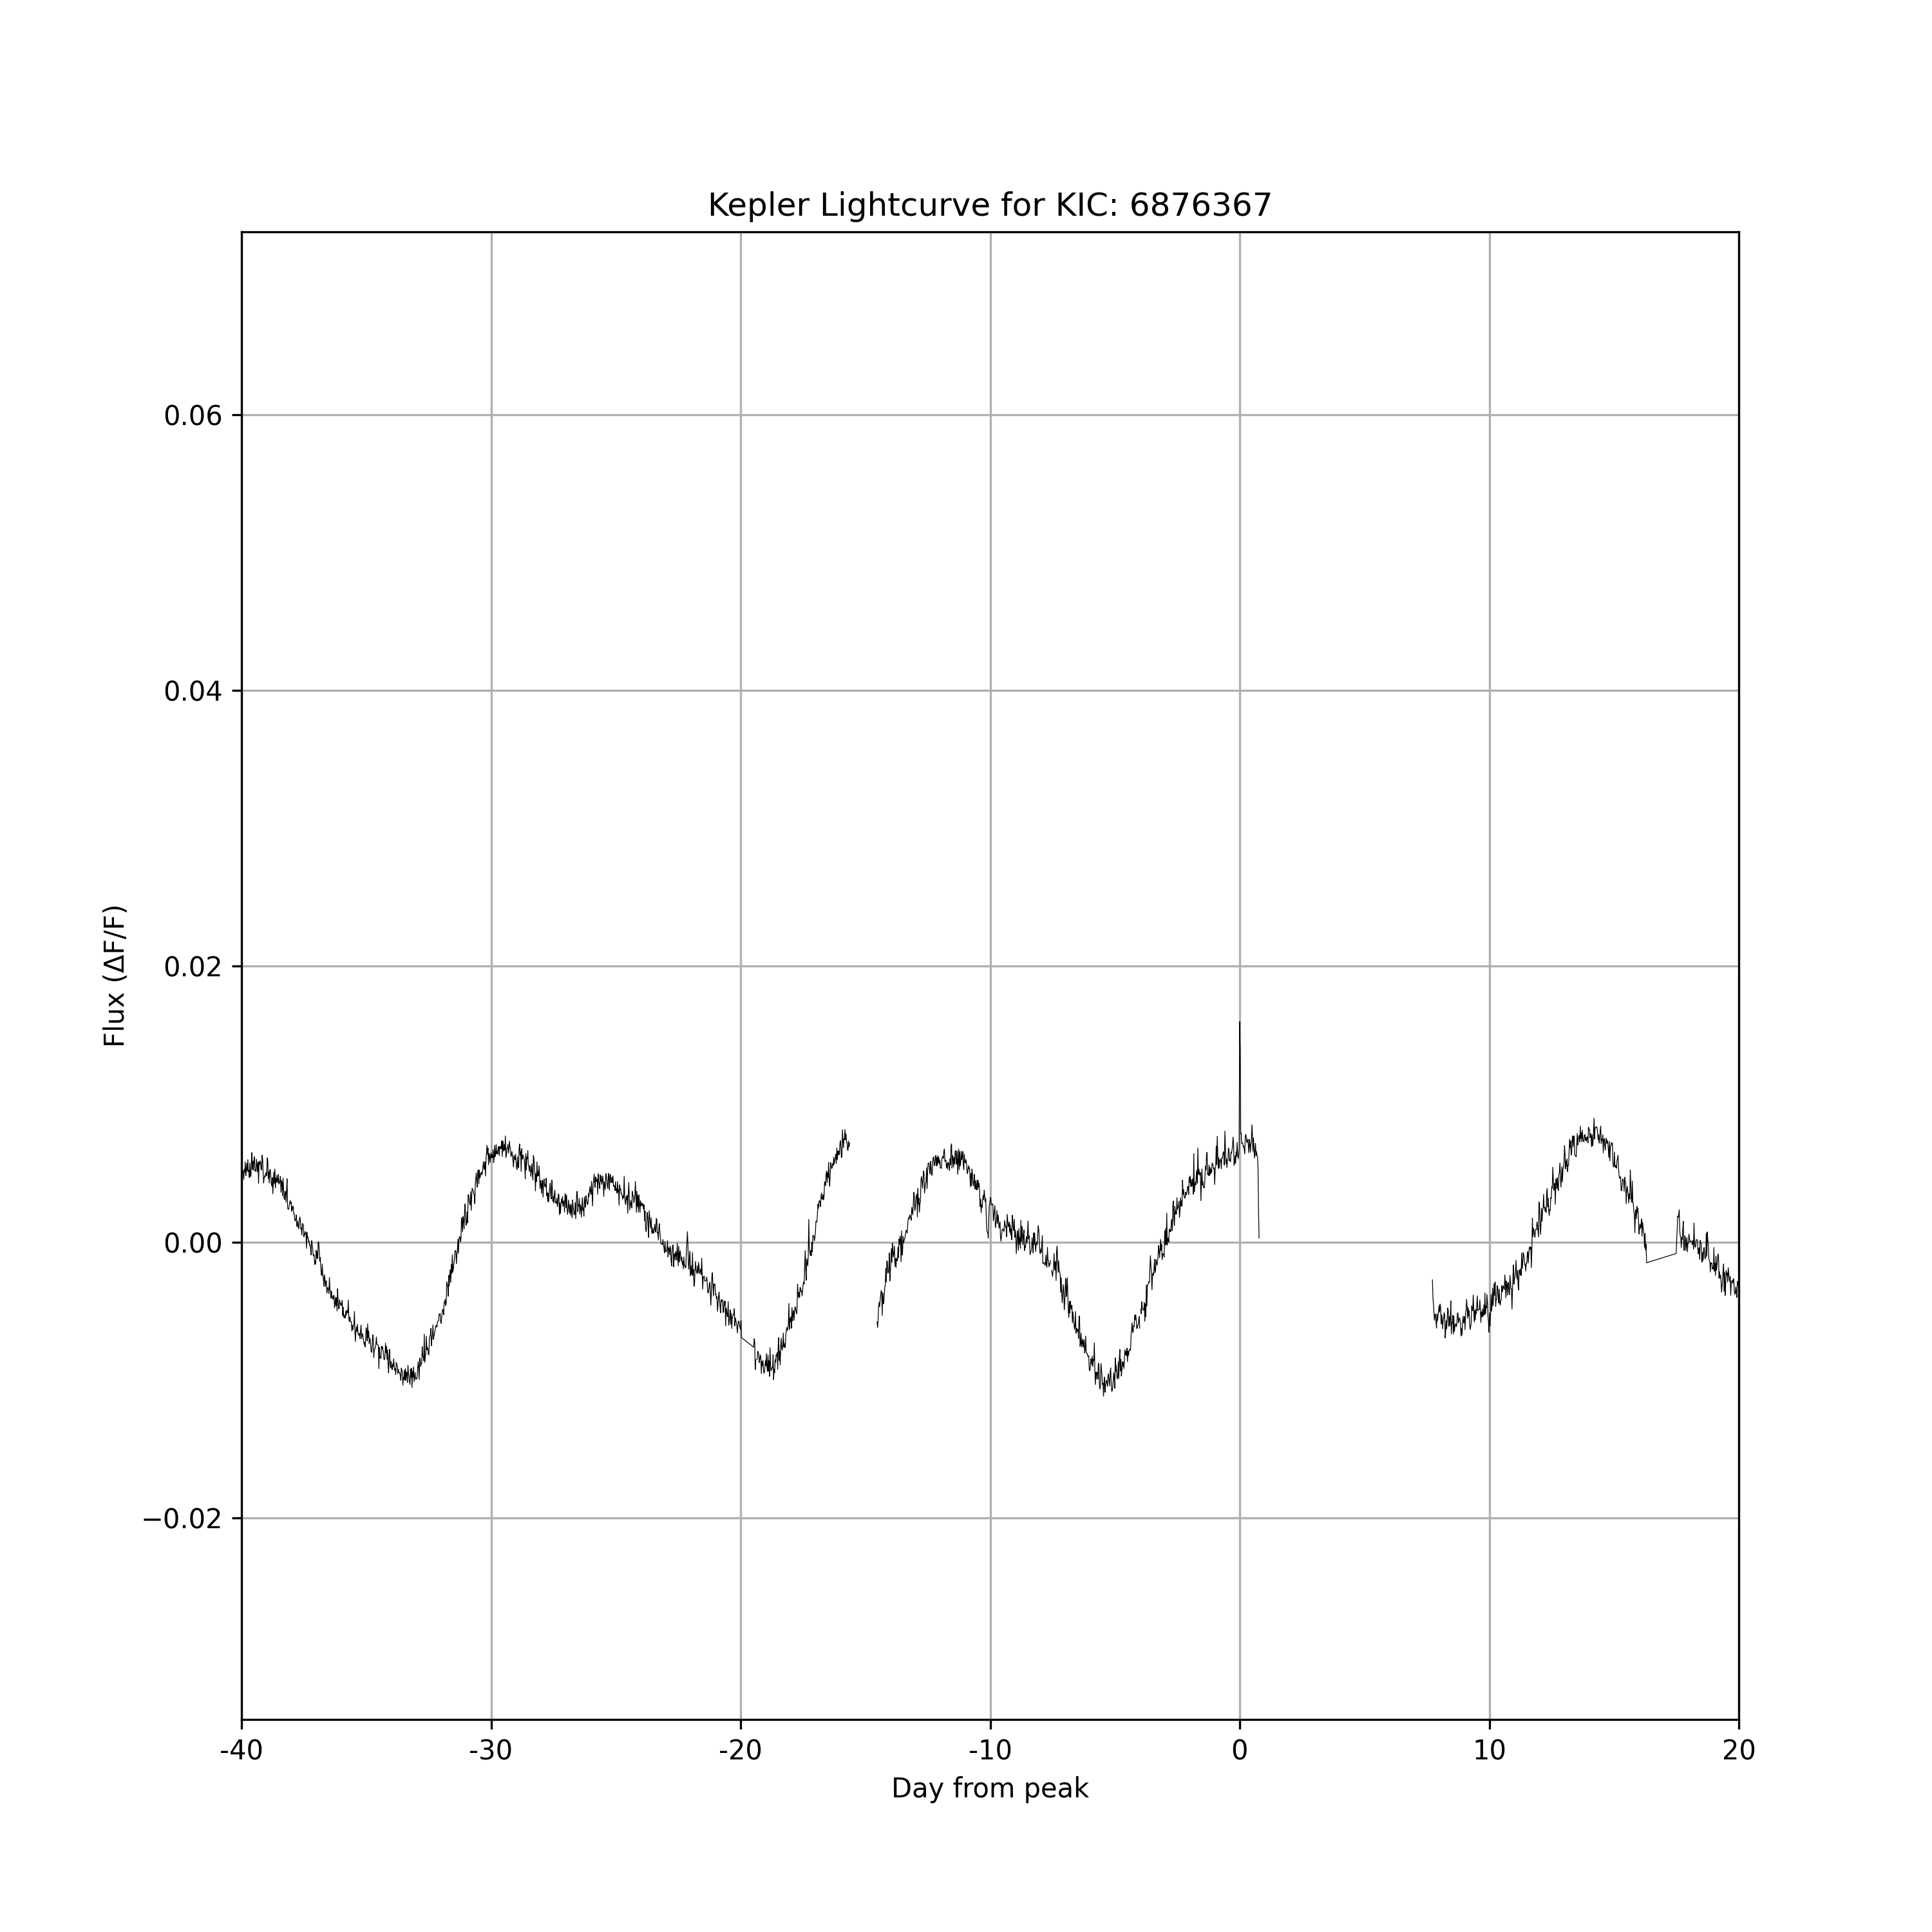 Kepler Lightcurve for KIC: 6876367
0.06
0.04
0.02
0.00
−0.02
Flux (ΔF/F)
-40 -30 -20 -10 0 10 20
Day from peak